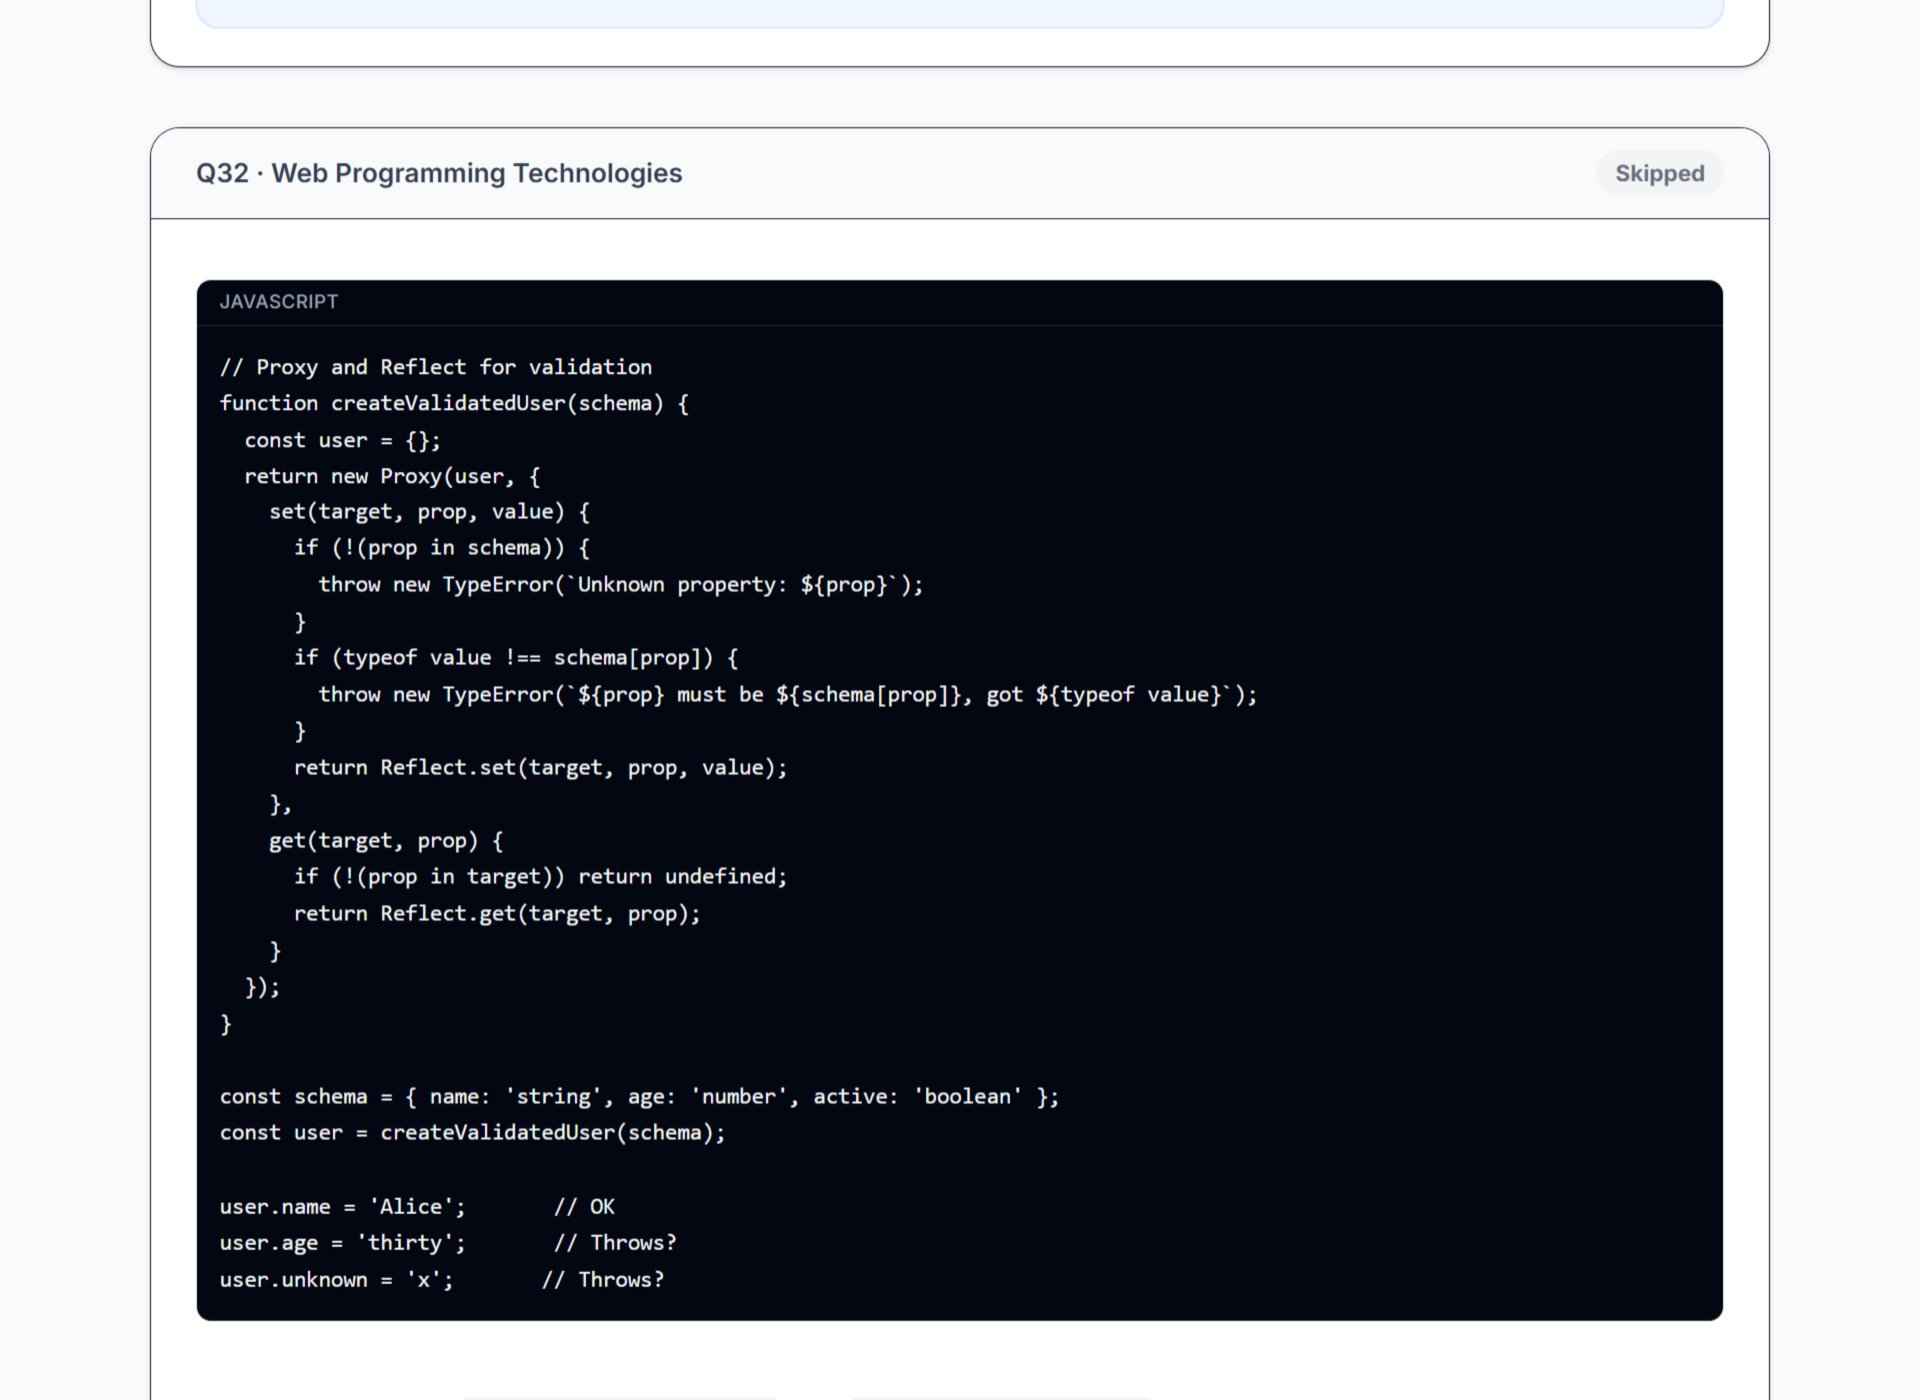 Q32 · Web Programming Technologies
Skipped
JAVASCRIPT
// Proxy and Reflect for validation
function createValidatedUser(schema) {
  const user = {};
  return new Proxy(user, {
    set(target, prop, value) {
      if (!(prop in schema)) {
        throw new TypeError(`Unknown property: ${prop}`);
      }
      if (typeof value !== schema[prop]) {
        throw new TypeError(`${prop} must be ${schema[prop]}, got ${typeof value}`);
      }
      return Reflect.set(target, prop, value);
    },
    get(target, prop) {
      if (!(prop in target)) return undefined;
      return Reflect.get(target, prop);
    }
  });
}

const schema = { name: 'string', age: 'number', active: 'boolean' };
const user = createValidatedUser(schema);

user.name = 'Alice';       // OK
user.age = 'thirty';       // Throws?
user.unknown = 'x';       // Throws?